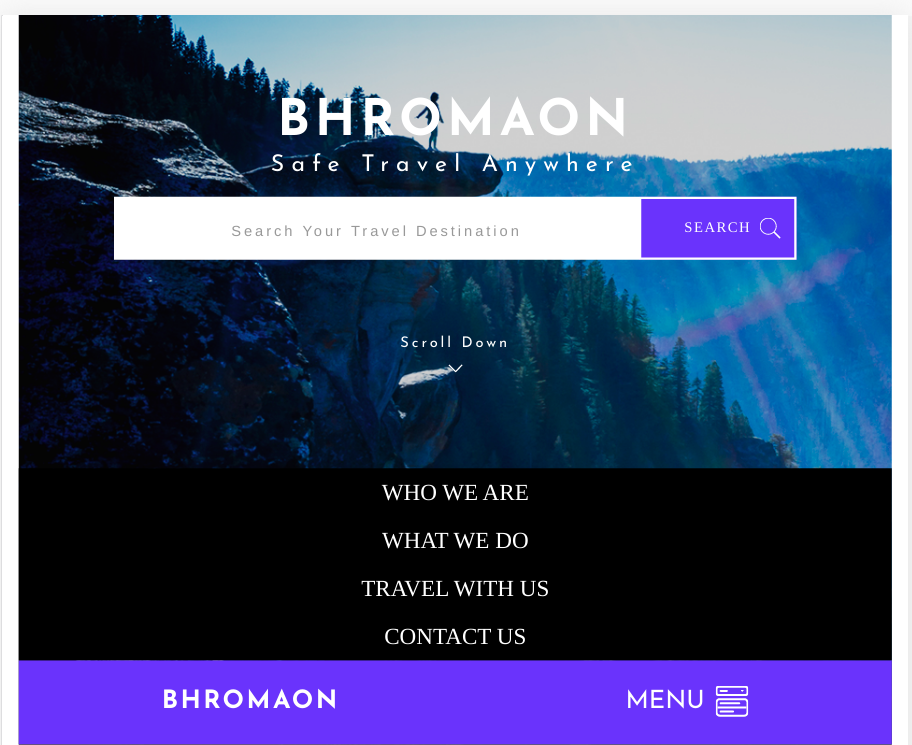 BHROMAON
Safe Travel Anywhere
Search Your Travel Destination SEARCH
Scroll Down
WHO WE ARE
WHAT WE DO
TRAVEL WITH US
CONTACT US
BHROMAON MENU